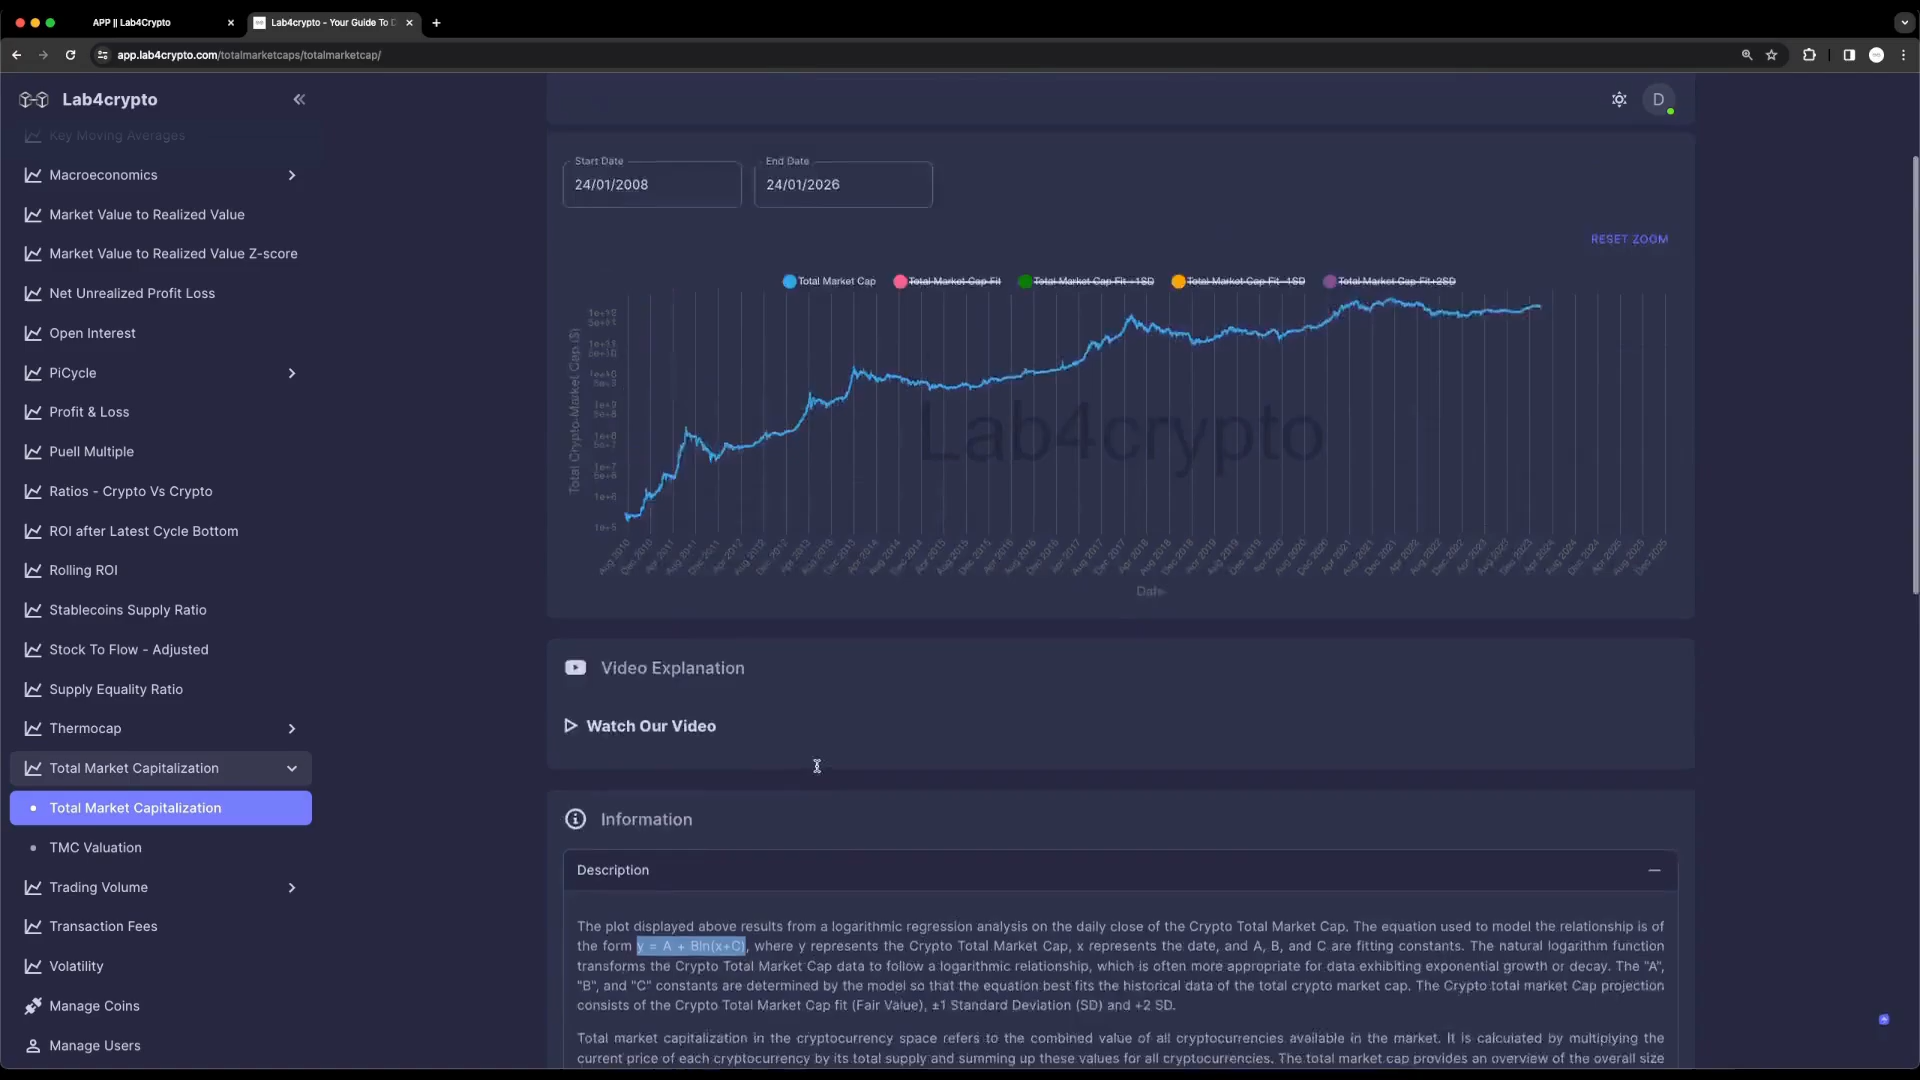 APP || Lab4Crypto
Lab4crypto - Your Guide To D
app.lab4crypto.com/totalmarketcaps/totalmarketcap/
Lab4crypto
D
Key Moving Averages
Macroeconomics
Market Value to Realized Value
Market Value to Realized Value Z-score
Net Unrealized Profit Loss
Open Interest
PiCycle
Profit & Loss
Puell Multiple
Ratios - Crypto Vs Crypto
ROI after Latest Cycle Bottom
Rolling ROI
Stablecoins Supply Ratio
Stock To Flow - Adjusted
Supply Equality Ratio
Thermocap
Total Market Capitalization
Total Market Capitalization
TMC Valuation
Trading Volume
Transaction Fees
Volatility
Manage Coins
Manage Users
Start Date
24/01/2008
End Date
24/01/2026
RESET ZOOM
Total Market Cap
Total Market Cap Fit
Total Market Cap Fit +1SD
Total Market Cap Fit -1SD
Total Market Cap Fit+2SD
Total Crypto Market Cap ($)
Lab4crypto
Date
Video Explanation
Watch Our Video
Information
Description
The plot displayed above results from a logarithmic regression analysis on the daily close of the Crypto Total Market Cap. The equation used to model the relationship is of
the form y = A + Bln(x+C), where y represents the Crypto Total Market Cap, x represents the date, and A, B, and C are fitting constants. The natural logarithm function
transforms the Crypto Total Market Cap data to follow a logarithmic relationship, which is often more appropriate for data exhibiting exponential growth or decay. The "A",
"B", and "C" constants are determined by the model so that the equation best fits the historical data of the total crypto market cap. The Crypto total market Cap projection
consists of the Crypto Total Market Cap fit (Fair Value), ±1 Standard Deviation (SD) and +2 SD.
Total market capitalization in the cryptocurrency space refers to the combined value of all cryptocurrencies available in the market. It is calculated by multiplying the
current price of each cryptocurrency by its total supply and summing up these values for all cryptocurrencies. The total market cap provides an overview of the overall size